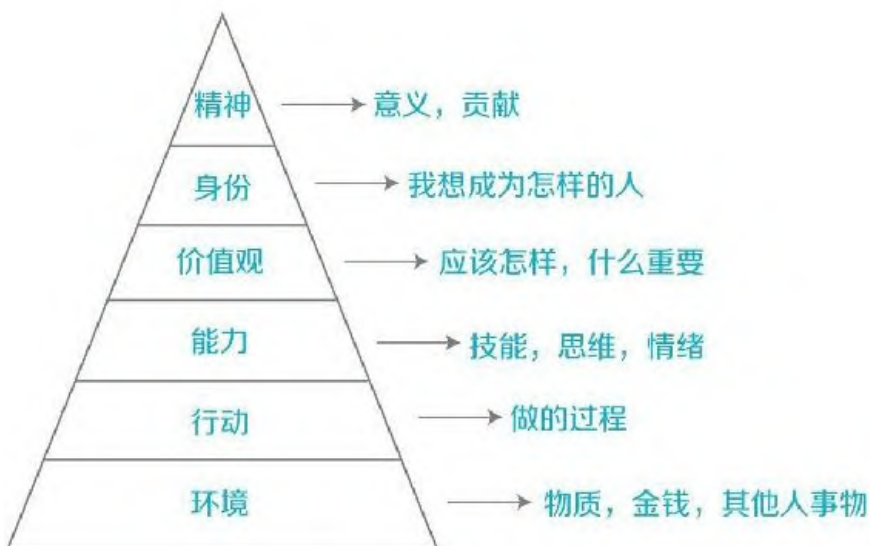 精神 意义，贡献
身份 我想成为怎样的人
价值观 应该怎样，什么重要
能力 技能，思维，情绪
行动 做的过程
环境 物质，金钱，其他人事物